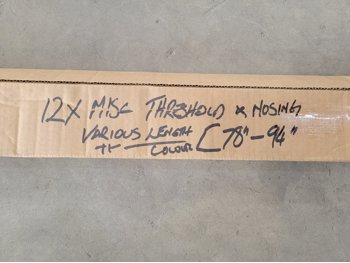 12X MISC THRESHOLD & NOSING
VARIOUS LENGTH [78" - 94"
+ COLOUR